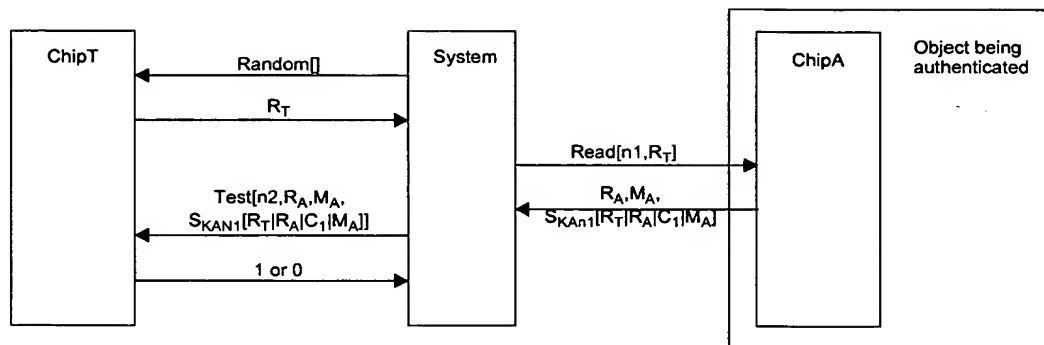 ChipT
System
ChipA
Object being
authenticated
Random[]
R_T
Read[n1,R_T]
Test[n2,R_A,M_A,
S_KAN1[R_T|R_A|C_1|M_A]]
R_A,M_A,
S_KAn1[R_T|R_A|C_1|M_A]
1 or 0